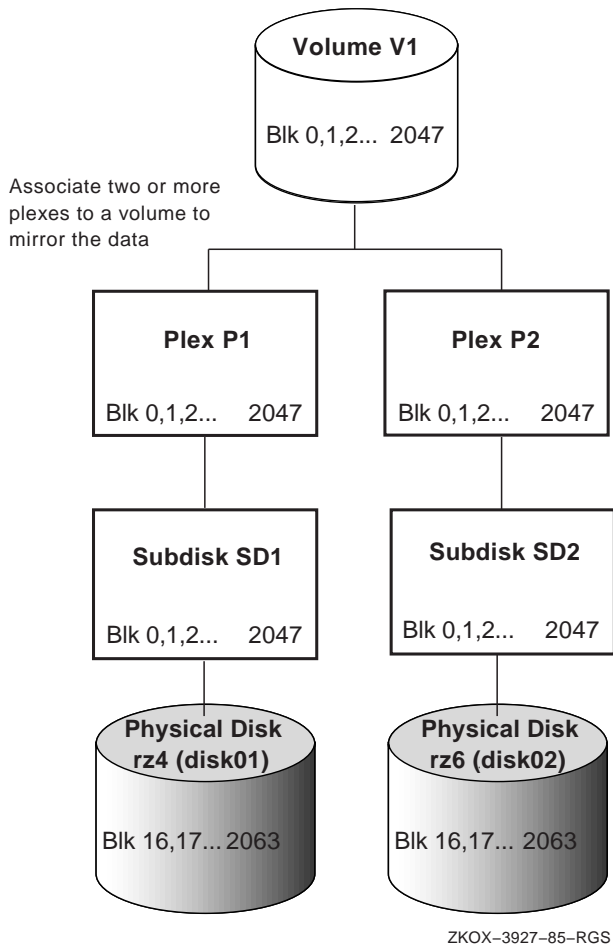 Volume V1
Blk 0,1,2... 2047
Associate two or more
plexes to a volume to
mirror the data
Plex P1
Blk 0,1,2... 2047
Plex P2
Blk 0,1,2... 2047
Subdisk SD1
Blk 0,1,2... 2047
Subdisk SD2
Blk 0,1,2... 2047
Physical Disk
rz4 (disk01)
Blk 16,17... 2063
Physical Disk
rz6 (disk02)
Blk 16,17... 2063
ZKOX–3927–85–RGS